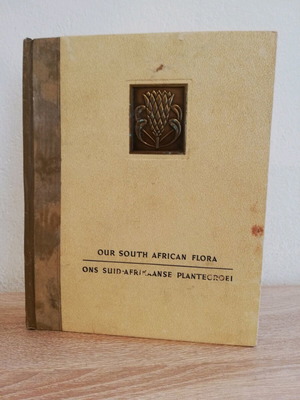 OUR SOUTH AFRICAN FLORA
ONS SUID-AFRIKAANSE PLANTEGROEI